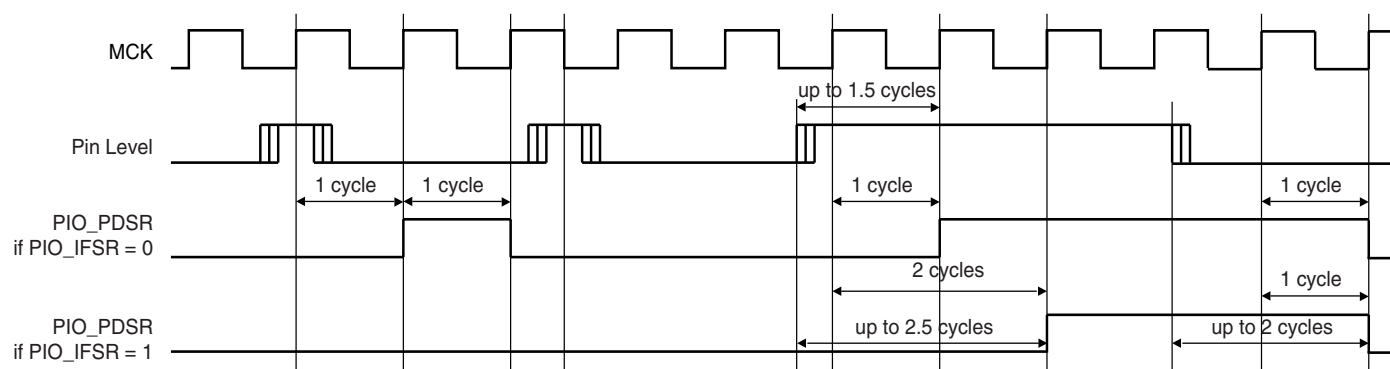 MCK
up to 1.5 cycles
Pin Level
1 cycle
1 cycle
1 cycle
1 cycle
PIO_PDSR
if PIO_IFSR = 0
2 cycles
1 cycle
PIO_PDSR
if PIO_IFSR = 1
up to 2.5 cycles
up to 2 cycles